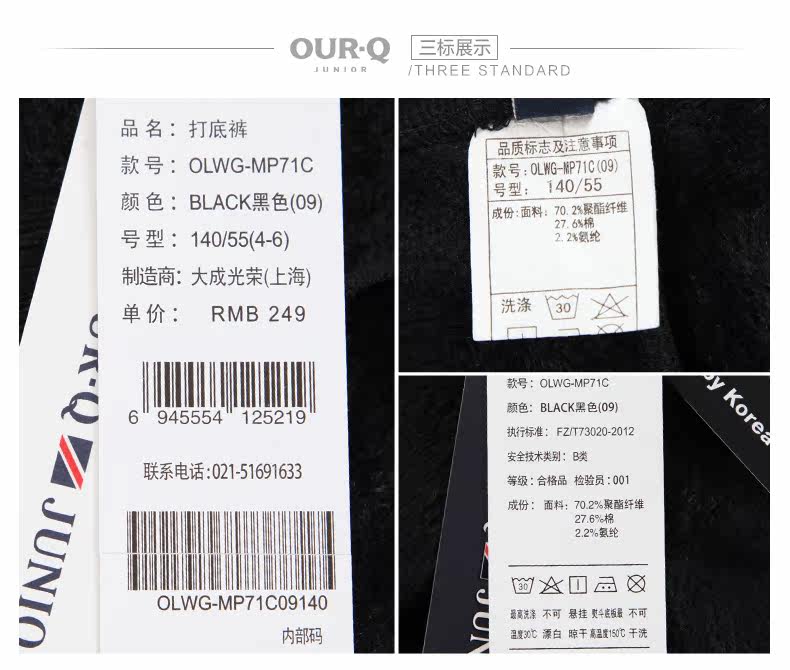 OUR·Q
JUNIOR
三标展示
/THREE STANDARD
品 名： 打底裤
款 号： OLWG-MP71C
颜 色： BLACK黑色(09)
号 型： 140/55(4-6)
制造商： 大成光荣(上海)
单 价： RMB 249
6 945554 125219
联系电话：021-51691633
OLWG-MP71C09140
内部码
UR·Q
JUNIO
品质标志及注意事项
款号：OLWG-MP71C(09)
号型： 140/55
成份：面料：70.2%聚酯纤维
27.6%棉
2.2%氨纶
洗涤 30
款号： OLWG-MP71C
颜色： BLACK黑色(09)
执行标准： FZ/T73020-2012
安全技术类别： B类
等级：合格品 检验员：001
成份： 面料： 70.2%聚酯纤维
27.6%棉
2.2%氨纶
30
最高洗涤 不可 悬挂 熨斗底板最 不可
温度30℃ 漂白 晾干 高温度150℃ 干洗
by Korea